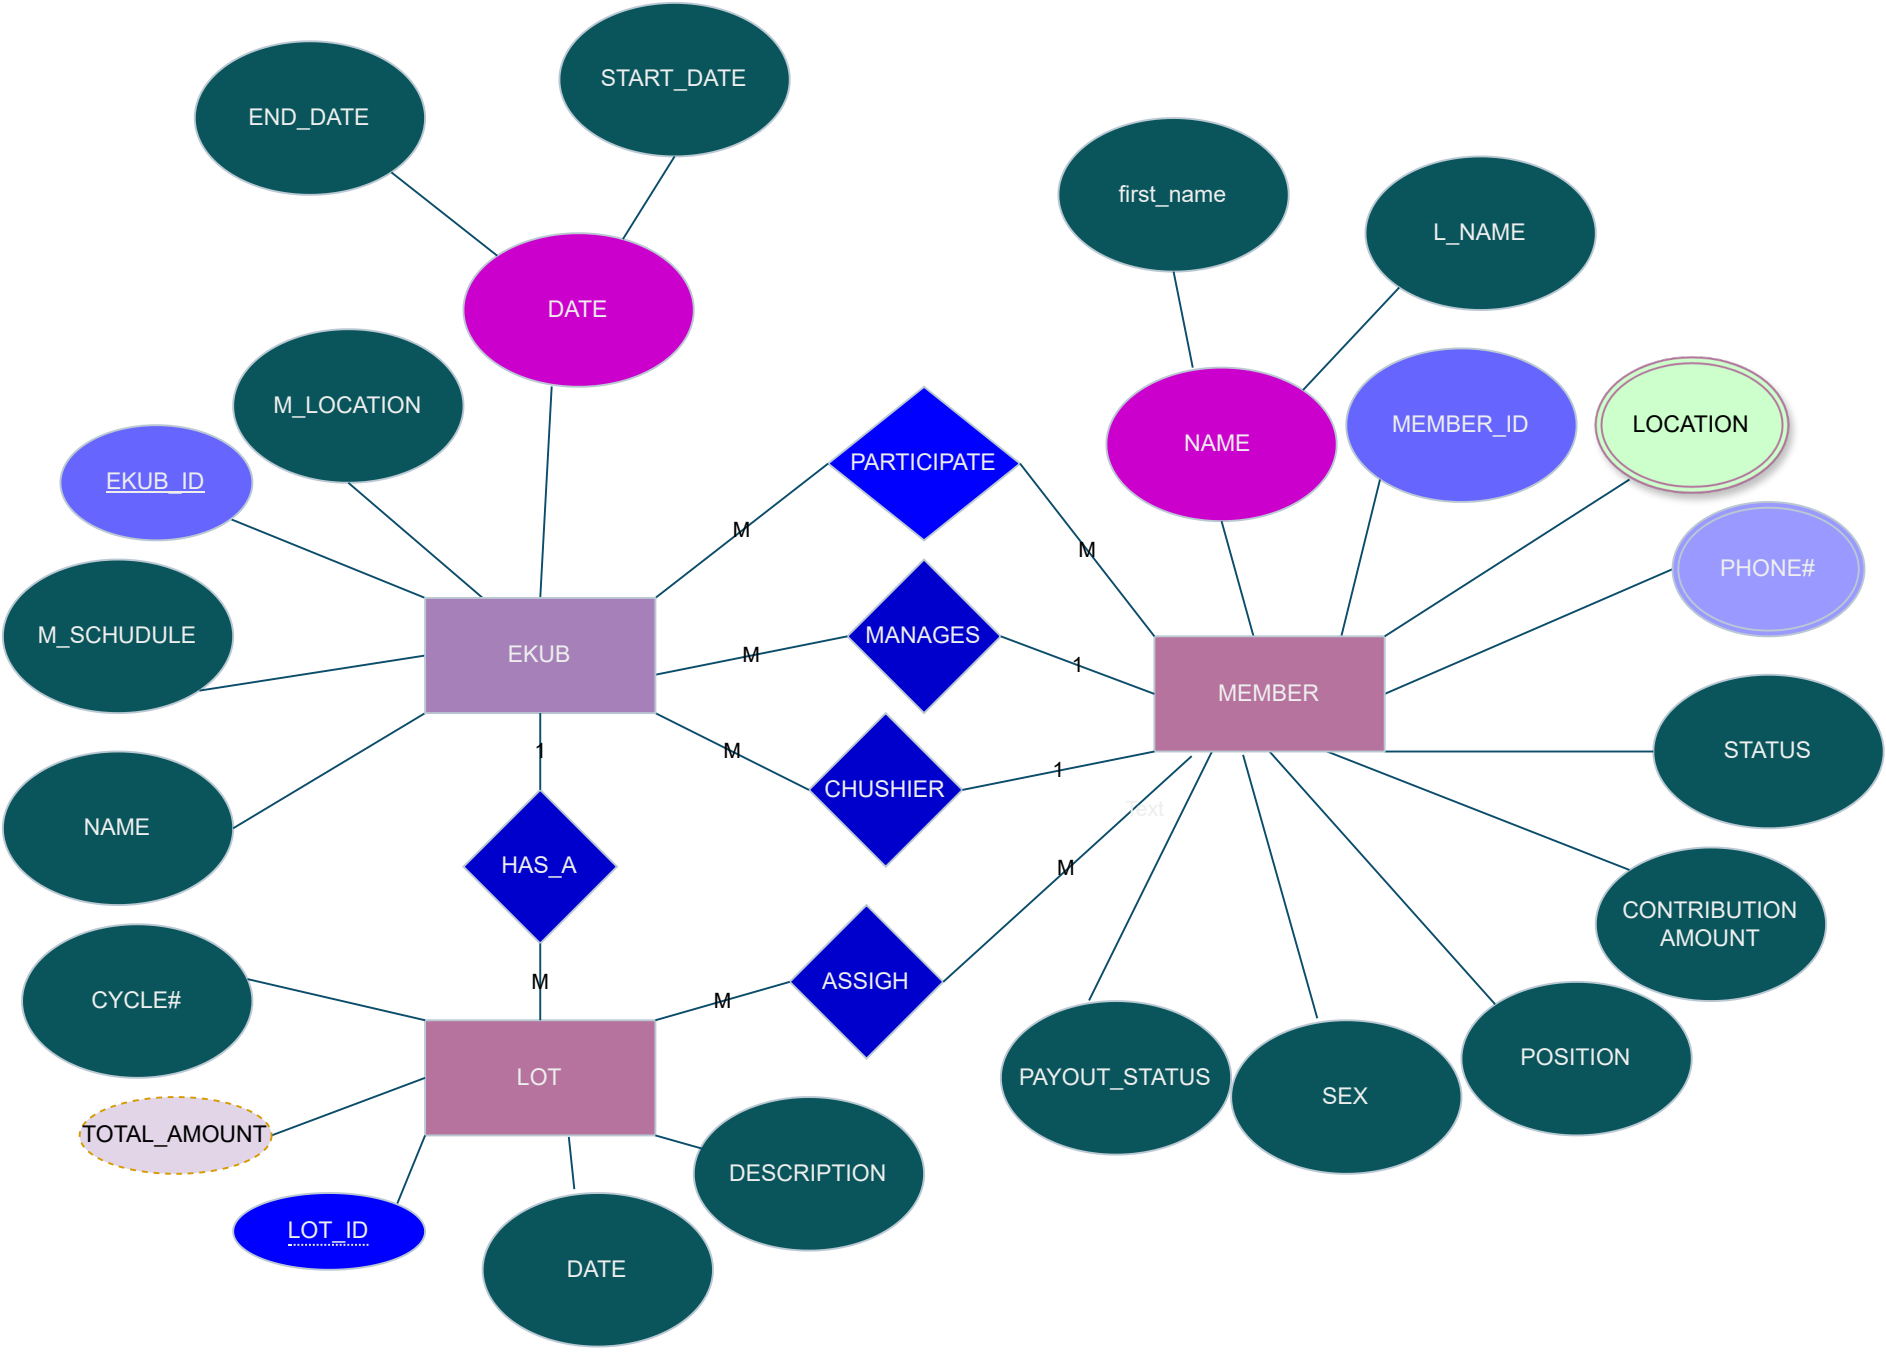 START_DATE
END_DATE
first_name
L_NAME
DATE
M_LOCATION
NAME
MEMBER_ID
LOCATION
PARTICIPATE
EKUB_ID
M
M
PHONE#
M_SCHUDULE
EKUB
M
MANAGES
1
MEMBER
STATUS
1
M
CHUSHIER
1
Text
NAME
HAS_A
M
CONTRIBUTION
AMOUNT
CYCLE#
M
M
ASSIGH
LOT
PAYOUT_STATUS
SEX
POSITION
TOTAL_AMOUNT
DESCRIPTION
LOT_ID
DATE